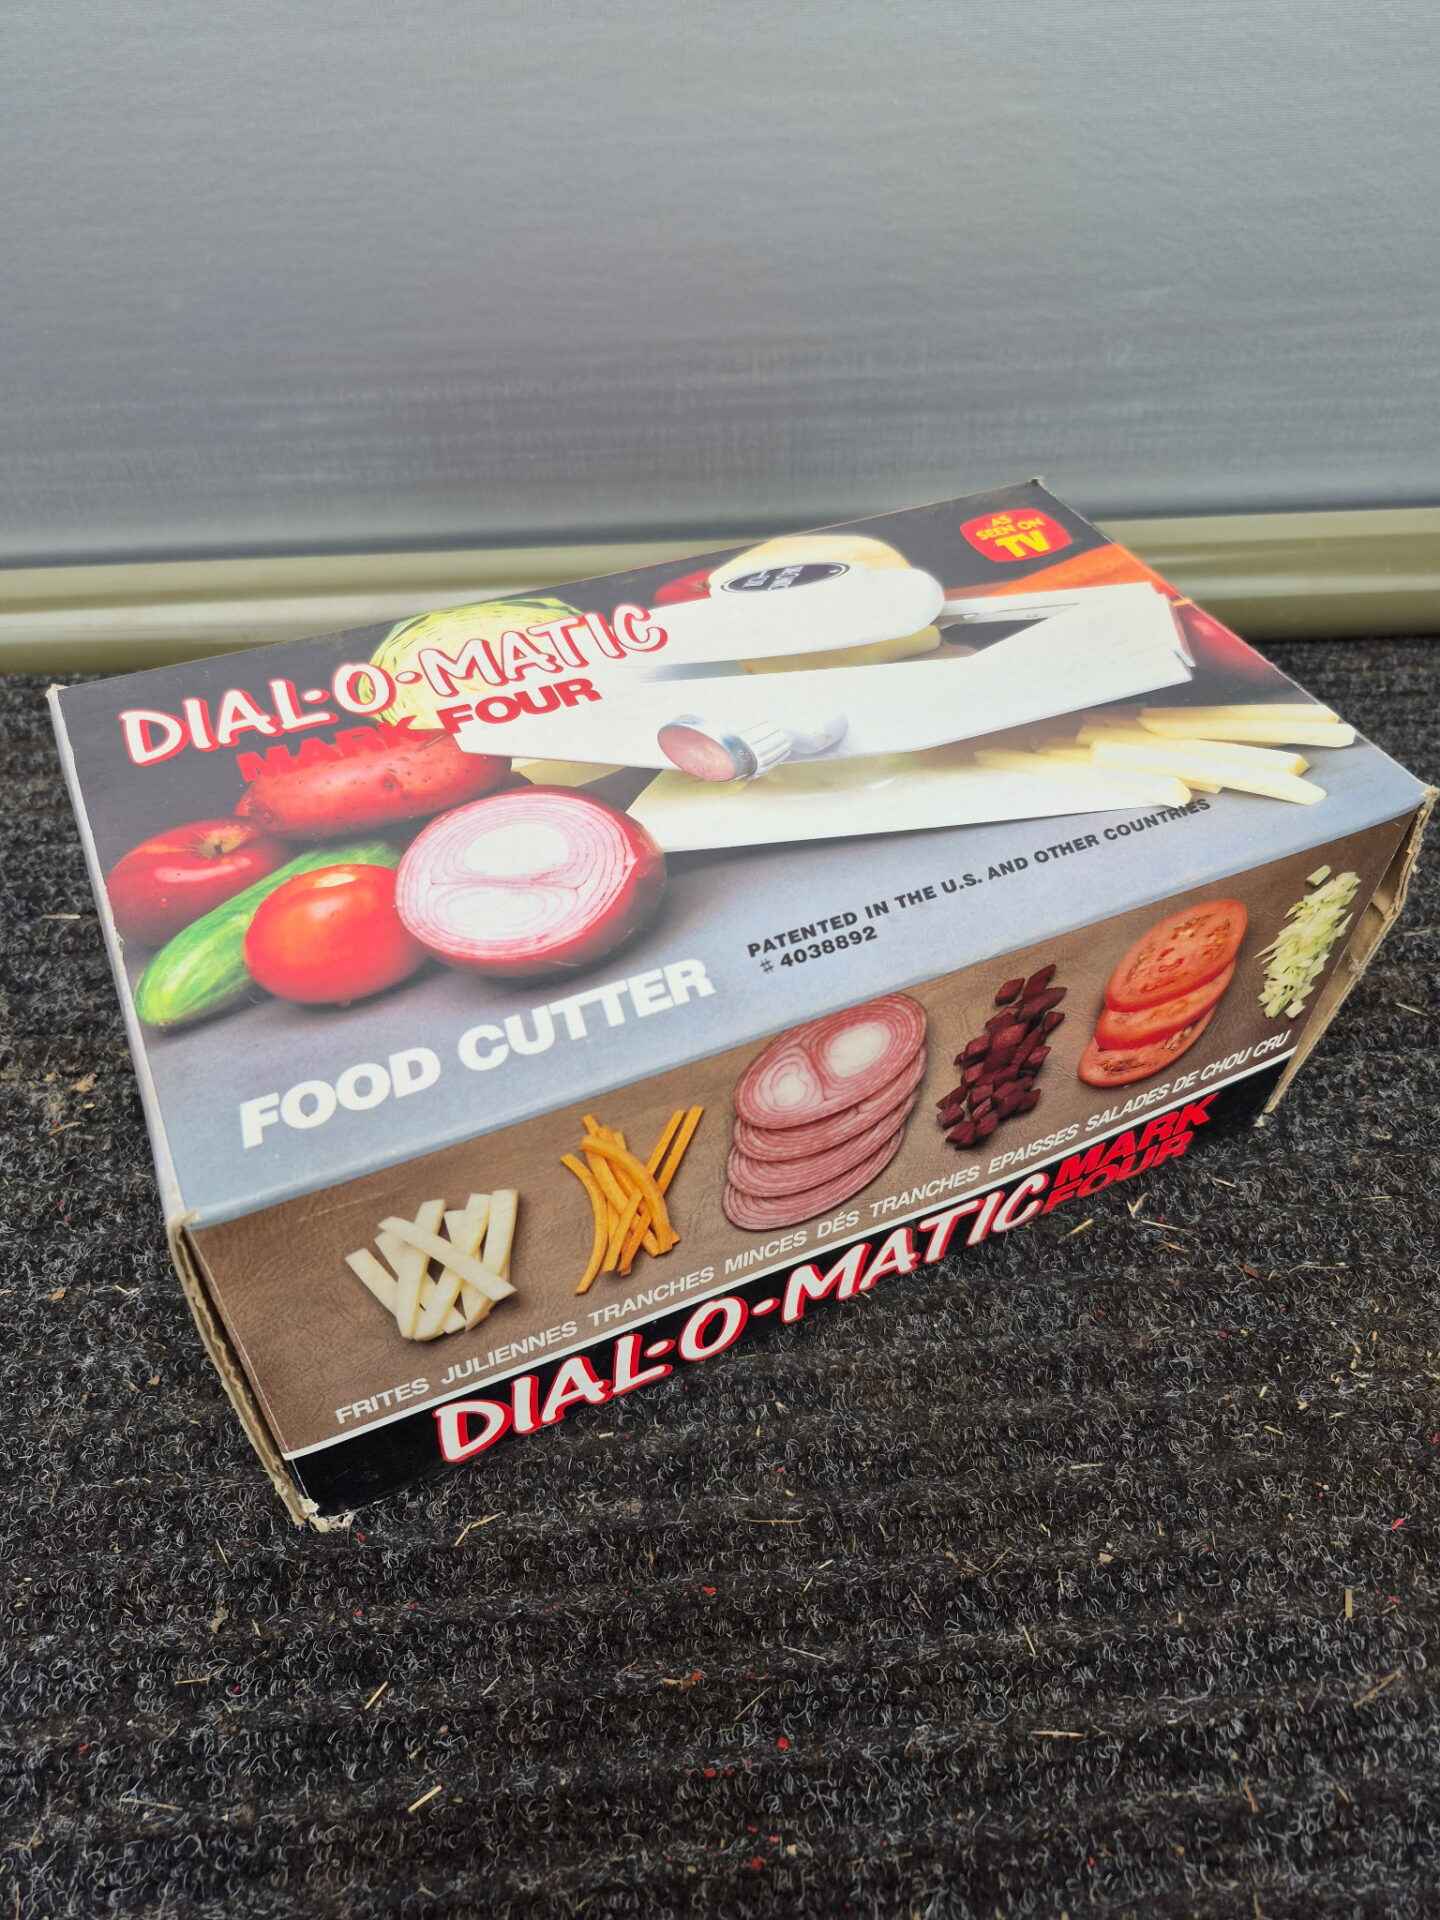 AS
SEEN ON
TV
DIAL-O-MATIC
MARK FOUR
PATENTED IN THE U.S. AND OTHER COUNTRIES
# 4038892
FOOD CUTTER
FRITES JULIENNES TRANCHES MINCES DÉS TRANCHES EPAISSES SALADES DE CHOU CRU
DIAL-O-MATIC MARK
FOUR